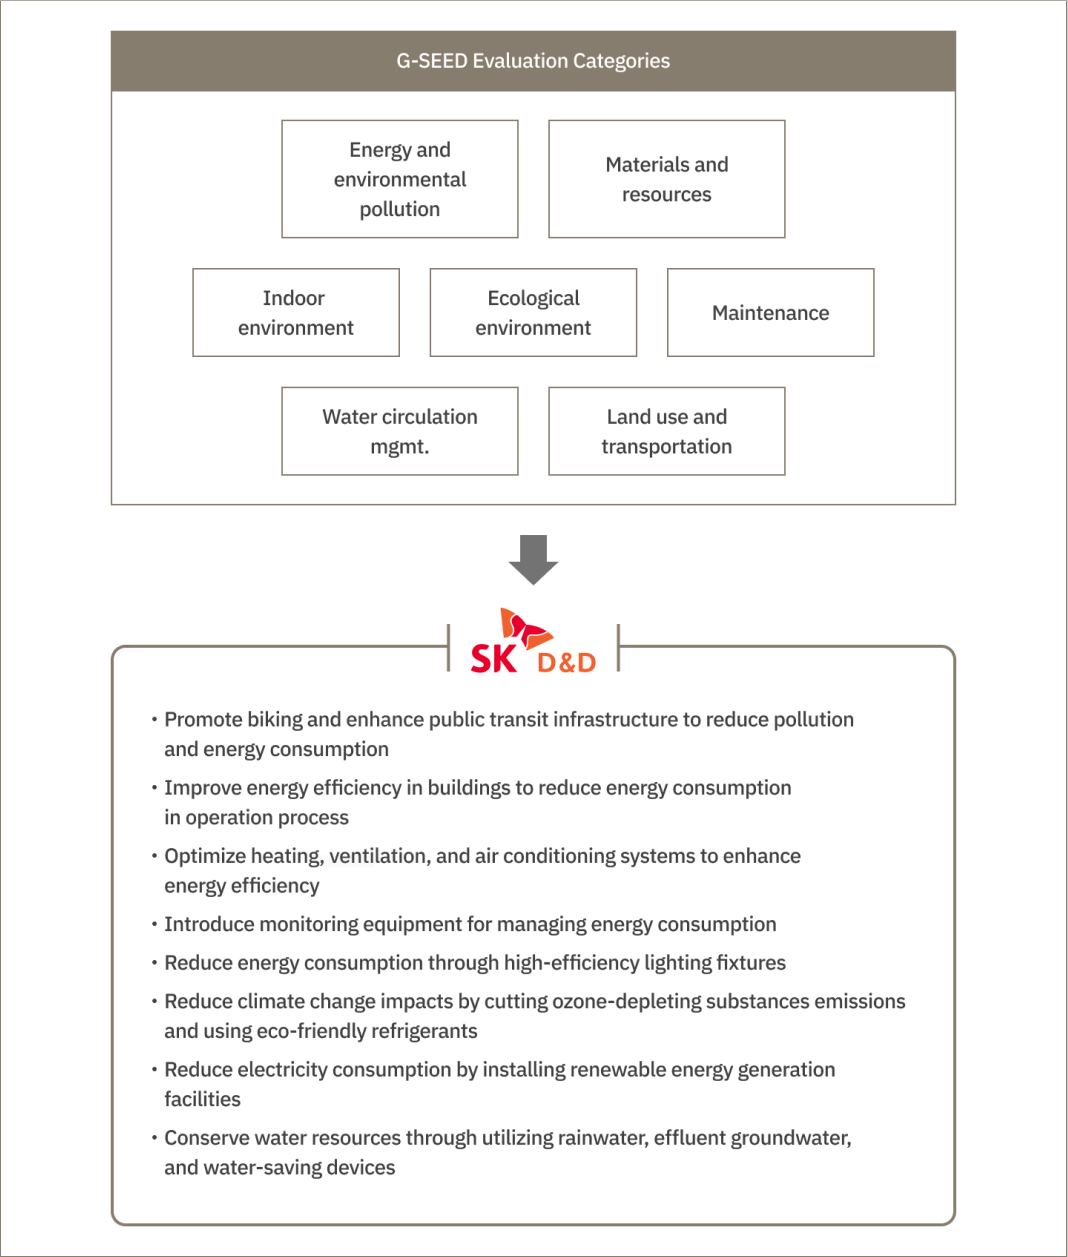 G-SEED Evaluation Categories
Energy and
environmental
pollution
Materials and
resources
Indoor
environment
Ecological
environment
Maintenance
Water circulation
mgmt.
Land use and
transportation
SK D&D
• Promote biking and enhance public transit infrastructure to reduce pollution
and energy consumption
• Improve energy efficiency in buildings to reduce energy consumption
in operation process
• Optimize heating, ventilation, and air conditioning systems to enhance
energy efficiency
• Introduce monitoring equipment for managing energy consumption
• Reduce energy consumption through high-efficiency lighting fixtures
• Reduce climate change impacts by cutting ozone-depleting substances emissions
and using eco-friendly refrigerants
• Reduce electricity consumption by installing renewable energy generation
facilities
• Conserve water resources through utilizing rainwater, effluent groundwater,
and water-saving devices